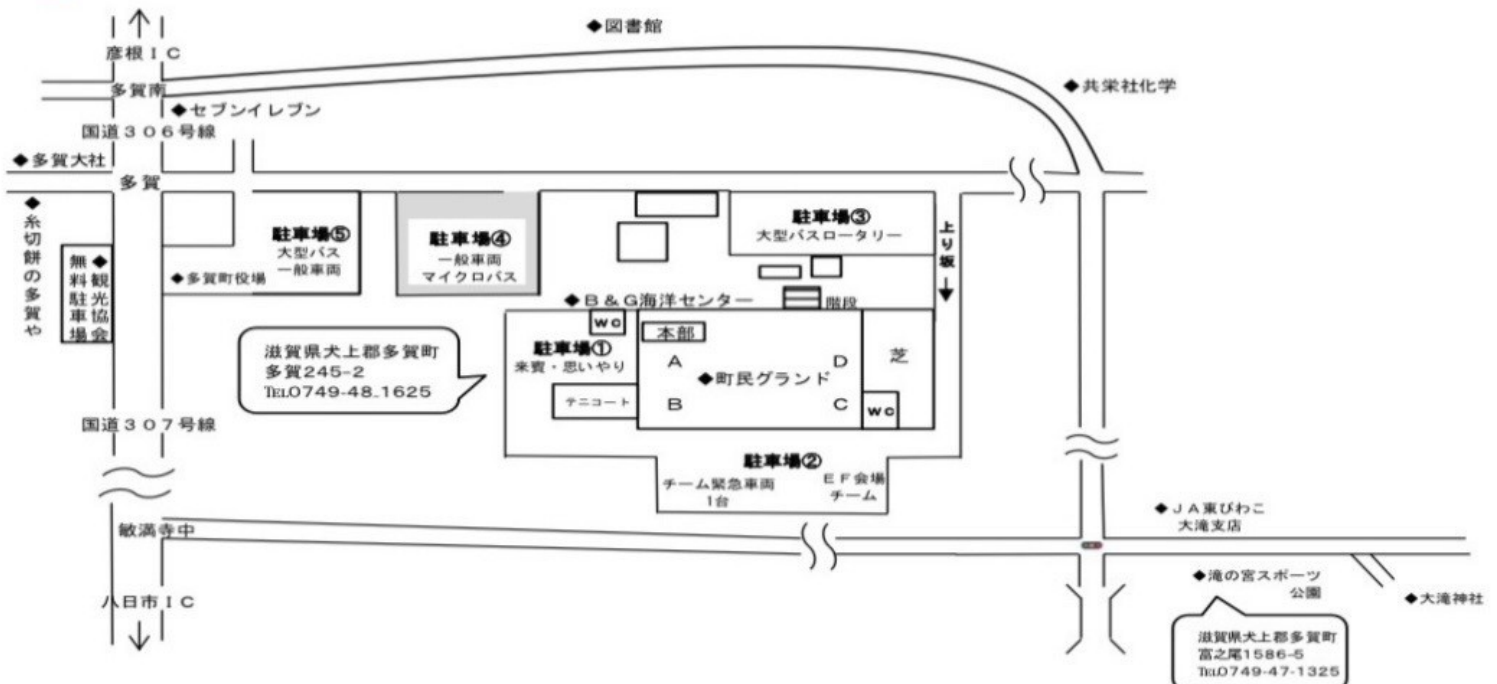 ◆図書館
彦根IC
多賀南
◆共栄社化学
◆セブンイレブン
国道306号線
◆多賀大社
多賀
◆糸切餅の多賀や
◆観光協会
無料駐車場
駐車場⑤
大型バス
一般車両
◆多賀町役場
駐車場④
一般車両
マイクロバス
駐車場③
大型バスロータリー
上り坂
◆B&G海洋センター
階段
WC
本部
駐車場①
来賓・思いやり
A
D
芝
◆町民グランド
テニコート
B
C
WC
滋賀県犬上郡多賀町
多賀245-2
TEL0749-48-1625
国道307号線
駐車場②
チーム緊急車両
1台
EF会場
チーム
敏満寺中
◆JA東びわこ
大滝支店
◆滝の宮スポーツ
公園
◆大滝神社
八日市IC
滋賀県犬上郡多賀町
富之尾1586-5
TEL0749-47-1325